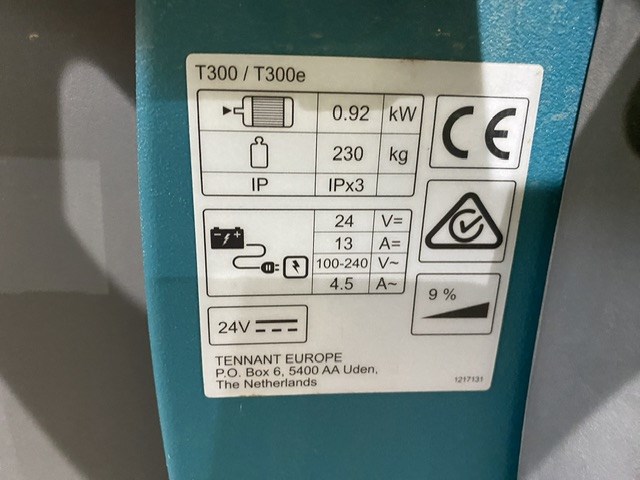 T300 / T300e
0.92 kW
230 kg
IP IPx3
24 V=
13 A=
100-240 V~
4.5 A~
CE
9 %
24V
TENNANT EUROPE
P.O. Box 6, 5400 AA Uden,
The Netherlands
1217131